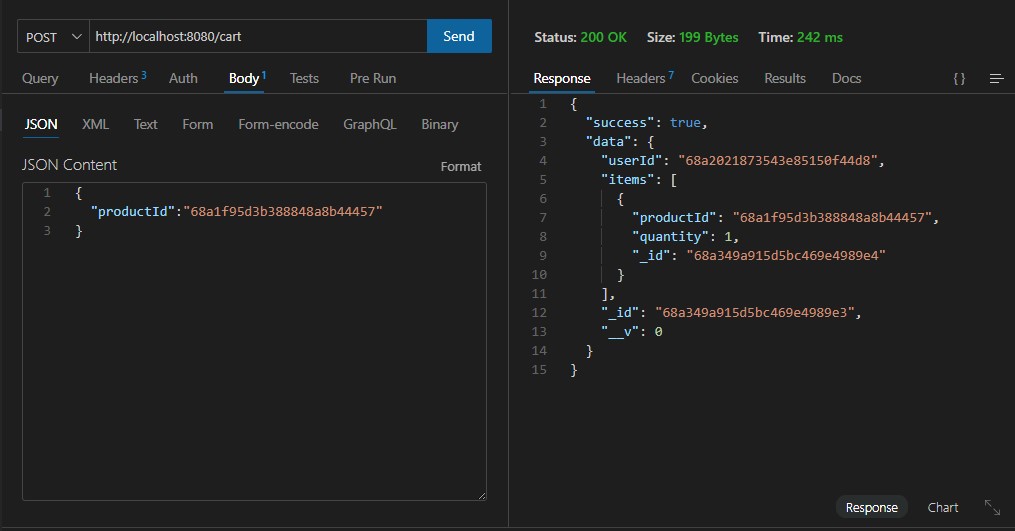 POST http://localhost:8080/cart Send
Query Headers 3 Auth Body 1 Tests Pre Run
JSON XML Text Form Form-encode GraphQL Binary
JSON Content Format
1 {
2 "productId":"68a1f95d3b388848a8b44457"
3 }
Status: 200 OK Size: 199 Bytes Time: 242 ms
Response Headers 7 Cookies Results Docs { }
1 {
2 "success": true,
3 "data": {
4 "userId": "68a2021873543e85150f44d8",
5 "items": [
6 {
7 "productId": "68a1f95d3b388848a8b44457",
8 "quantity": 1,
9 "_id": "68a349a915d5bc469e4989e4"
10 }
11 ],
12 "_id": "68a349a915d5bc469e4989e3",
13 "__v": 0
14 }
15 }
Response Chart